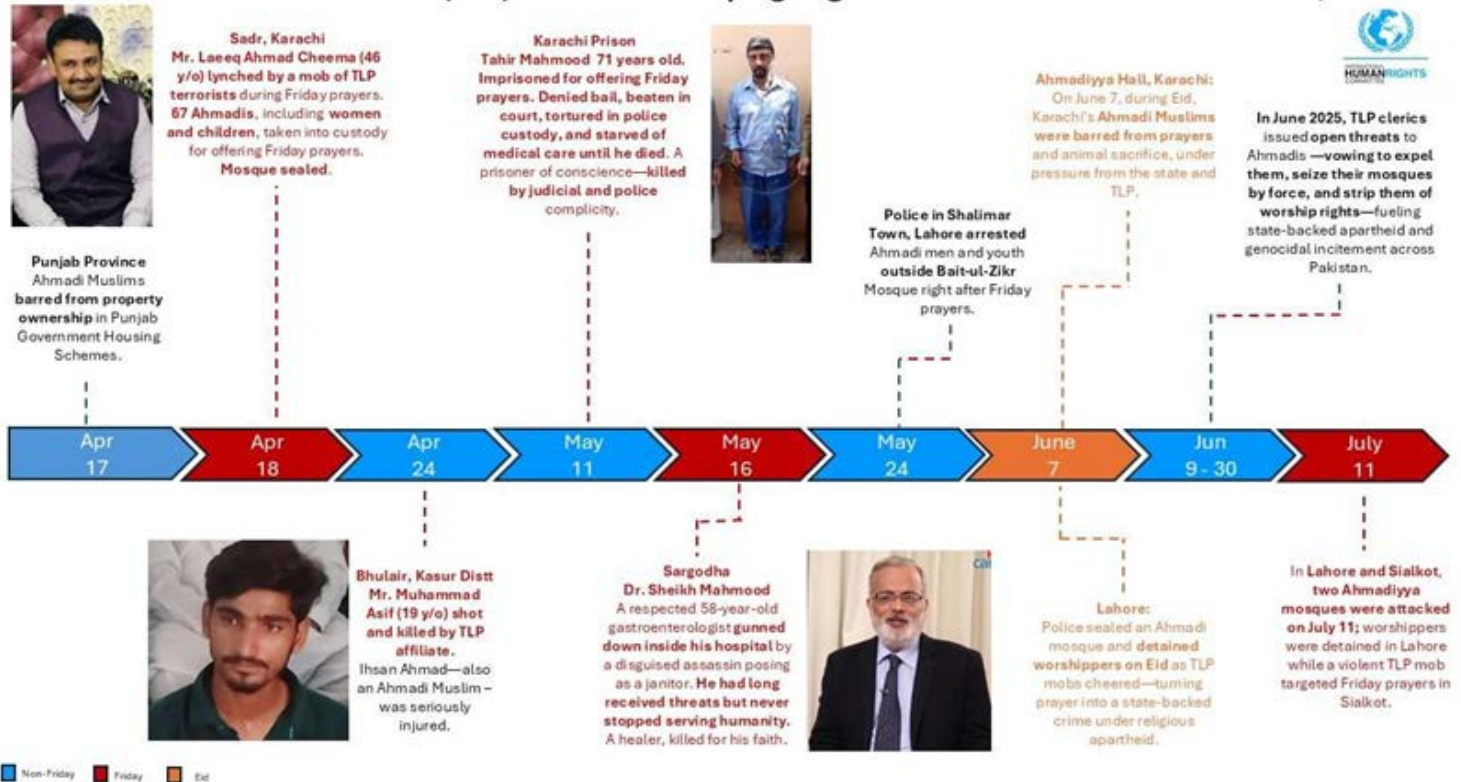 Sadr, Karachi
Mr. Laeeq Ahmad Cheema (46
y/o) lynched by a mob of TLP
terrorists during Friday prayers.
67 Ahmadis, including women
and children, taken into custody
for offering Friday prayers.
Mosque sealed.
Karachi Prison
Tahir Mahmood 71 years old.
Imprisoned for offering Friday
prayers. Denied bail, beaten in
court, tortured in police
custody, and starved of
medical care until he died. A
prisoner of conscience—killed
by judicial and police
complicity.
Ahmadiyya Hall, Karachi:
On June 7, during Eid,
Karachi's Ahmadi Muslims
were barred from prayers
and animal sacrifice, under
pressure from the state and
TLP.
INTERNATIONAL
HUMANRIGHTS
COMMITTEE
In June 2025, TLP clerics
issued open threats to
Ahmadis —vowing to expel
them, seize their mosques
by force, and strip them of
worship rights—fueling
state-backed apartheid and
genocidal incitement across
Pakistan.
Punjab Province
Ahmadi Muslims
barred from property
ownership in Punjab
Government Housing
Schemes.
Police in Shalimar
Town, Lahore arrested
Ahmadi men and youth
outside Bait-ul-Zikr
Mosque right after Friday
prayers.
Apr
17
Apr
18
Apr
24
May
11
May
16
May
24
June
7
Jun
9 - 30
July
11
Bhulair, Kasur Distt
Mr. Muhammad
Asif (19 y/o) shot
and killed by TLP
affiliate.
Ihsan Ahmad—also
an Ahmadi Muslim –
was seriously
injured.
Sargodha
Dr. Sheikh Mahmood
A respected 58-year-old
gastroenterologist gunned
down inside his hospital by
a disguised assassin posing
as a janitor. He had long
received threats but never
stopped serving humanity.
A healer, killed for his faith.
Lahore:
Police sealed an Ahmadi
mosque and detained
worshippers on Eid as TLP
mobs cheered—turning
prayer into a state-backed
crime under religious
apartheid.
In Lahore and Sialkot,
two Ahmadiyya
mosques were attacked
on July 11; worshippers
were detained in Lahore
while a violent TLP mob
targeted Friday prayers in
Sialkot.
Non-Friday
Friday
Eid